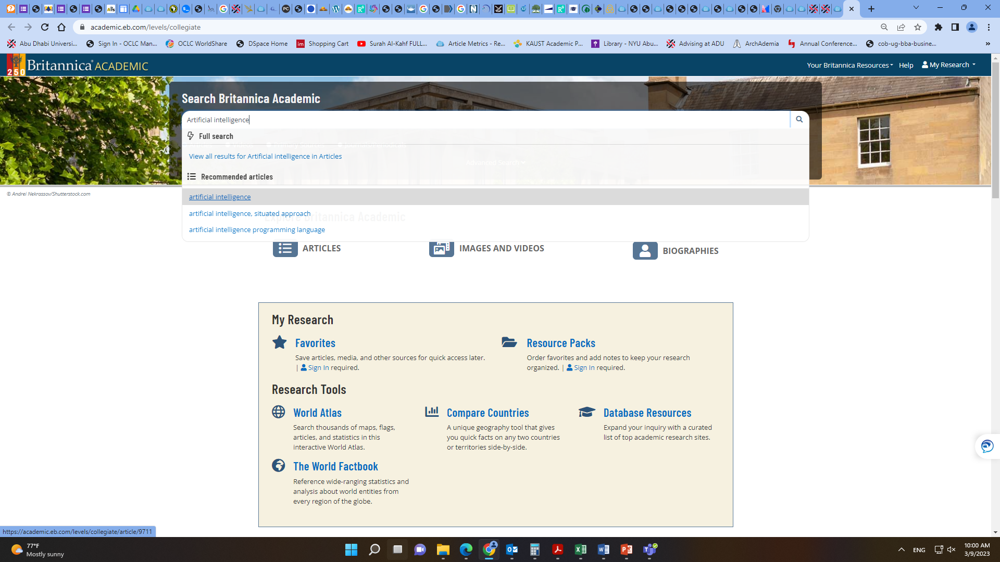 academic.eb.com/levels/collegiate
Abu Dhabi Universi...
Sign In - OCLC Man...
OCLC WorldShare
DSpace Home
Shopping Cart
Surah Al-Kahf FULL...
Article Metrics - Re...
KAUST Academic P...
Library - NYU Abu...
Advising at ADU
ArchAdemia
Annual Conference...
cob-ug-bba-busine...
»
250 Britannica® ACADEMIC
Your Britannica Resources
Help
My Research
Search Britannica Academic
Artificial intelligence
Full search
View all results for Artificial intelligence in Articles
Advanced Search
Recommended articles
© Andrei Nekrassov/Shutterstock.com
artificial intelligence
artificial intelligence, situated approach
Explore Britannica Academic
artificial intelligence programming language
ARTICLES
IMAGES AND VIDEOS
BIOGRAPHIES
My Research
Favorites
Save articles, media, and other sources for quick access later.
| Sign In required.
Resource Packs
Order favorites and add notes to keep your research
organized. | Sign In required.
Research Tools
World Atlas
Search thousands of maps, flags,
articles, and statistics in this
interactive World Atlas.
Compare Countries
A unique geography tool that gives
you quick facts on any two countries
or territories side-by-side.
Database Resources
Expand your inquiry with a curated
list of top academic research sites.
The World Factbook
Reference wide-ranging statistics and
analysis about world entities from
every region of the globe.
https://academic.eb.com/levels/collegiate/article/9711
77°F
Mostly sunny
ENG
10:00 AM
3/9/2023